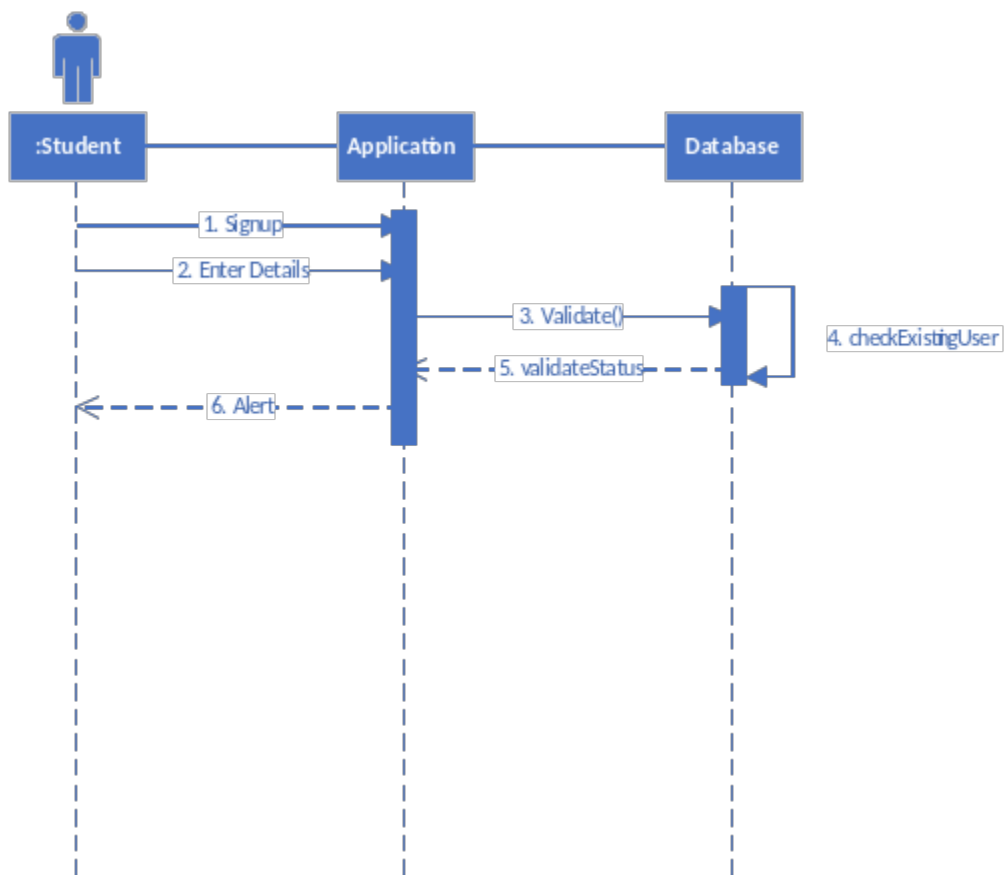 :Student
Application
Database
1. Signup
2. Enter Details
3. Validate()
4. checkExistingUser
5. validateStatus
6. Alert